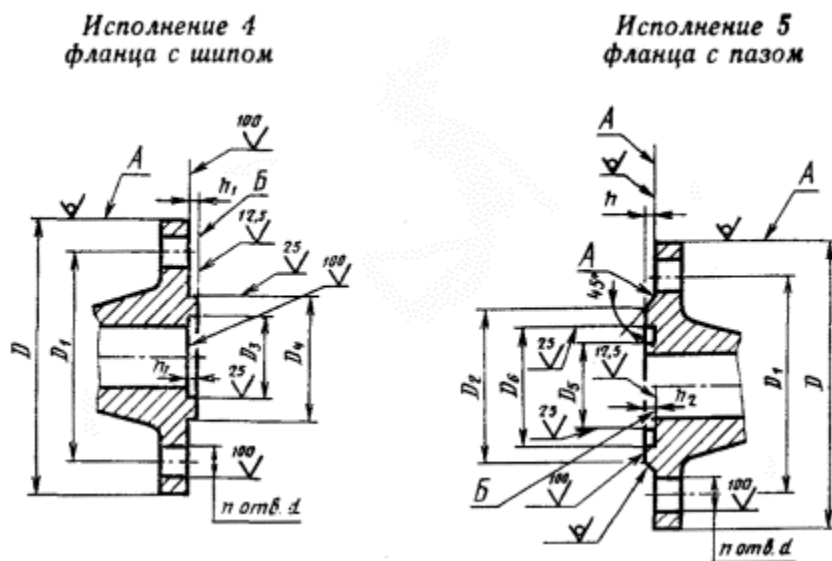 Исполнение 4
фланца с шипом
100
А
h₁
Б
12,5
25
100
D
D₁
h₁
D₃
D₄
25
100
n отв. d
Исполнение 5
фланца с пазом
А
h
А
А
45°
25
12,5
D₂
D₆
D₅
h₂
D₁
D
25
Б
100
100
n отв. d